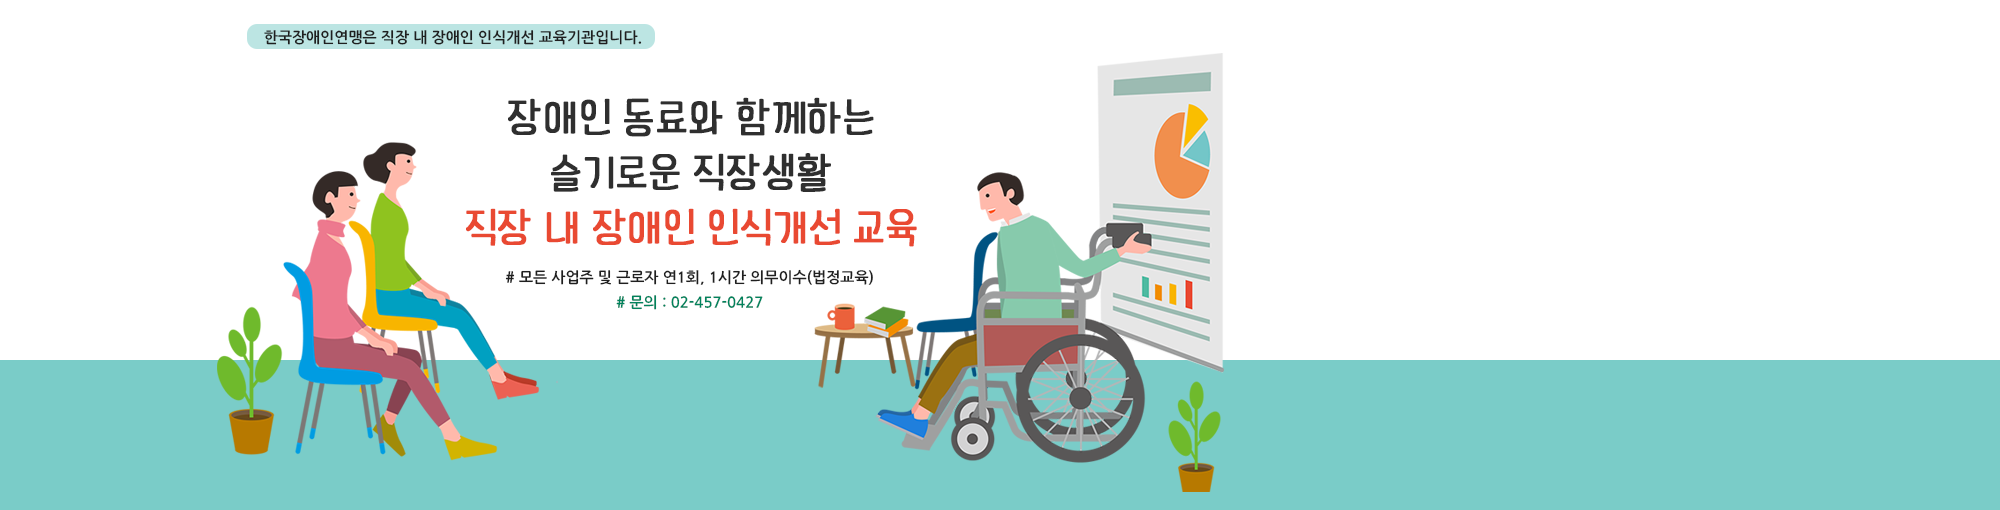 한국장애인연맹은 직장 내 장애인 인식개선 교육기관입니다.
장애인 동료와 함께하는
슬기로운 직장생활
직장 내 장애인 인식개선 교육
# 모든 사업주 및 근로자 연1회, 1시간 의무이수(법정교육)
# 문의 : 02-457-0427